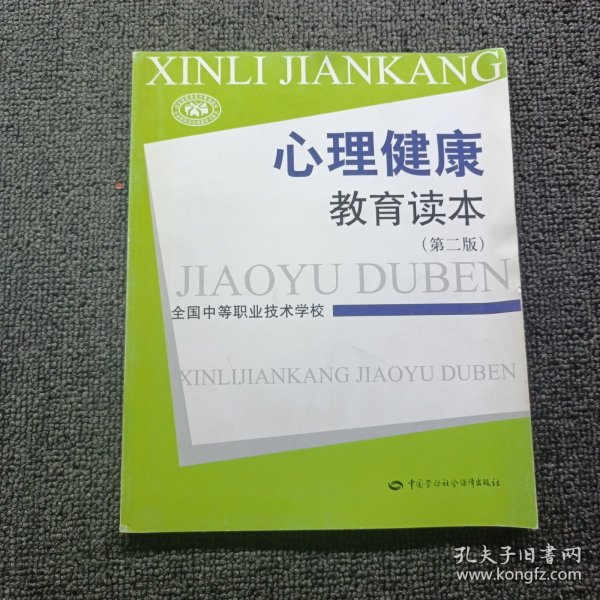 XINLI JIANKANG
心理健康
教育读本
(第二版)
JIAOYU DUBEN
全国中等职业技术学校
XINLIJIANKANG JIAOYU DUBEN
中国劳动社会保障出版社
孔夫子旧书网
www.kongfz.com